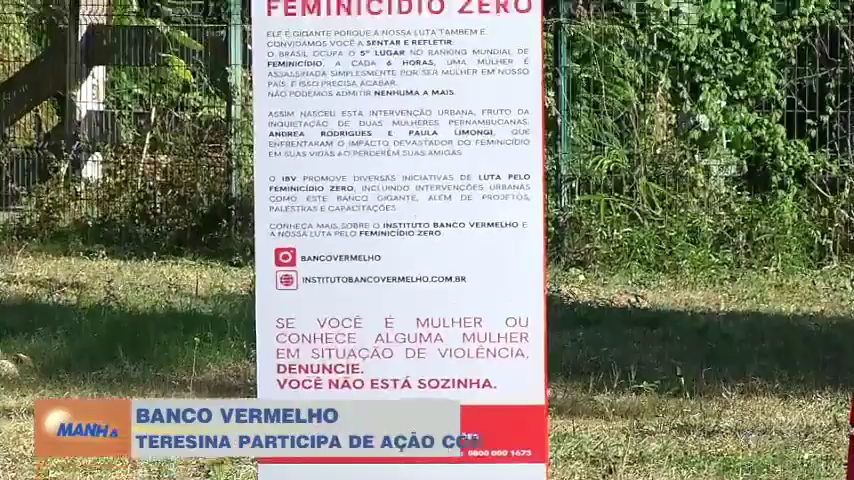 FEMINICÍDIO ZERO
ELE É GIGANTE PORQUE A NOSSA LUTA TAMBÉM É.
CONVIDAMOS VOCÊ A SENTAR E REFLETIR.
O BRASIL OCUPA O 5º LUGAR NO RANKING MUNDIAL DE
FEMINICÍDIO, A CADA 6 HORAS, UMA MULHER É
ASSASSINADA SIMPLESMENTE POR SER MULHER EM NOSSO
PAÍS. E ISSO PRECISA ACABAR.
NÃO PODEMOS ADMITIR NENHUMA A MAIS.
ASSIM NASCEU ESTA INTERVENÇÃO URBANA, FRUTO DA
INQUIETAÇÃO DE DUAS MULHERES PERNAMBUCANAS,
ANDREA RODRIGUES E PAULA LIMONGI, QUE
ENFRENTARAM O IMPACTO DEVASTADOR DO FEMINICÍDIO
EM SUAS VIDAS AO PERDEREM SUAS AMIGAS.
O IBV PROMOVE DIVERSAS INICIATIVAS DE LUTA PELO
FEMINICÍDIO ZERO, INCLUINDO INTERVENÇÕES URBANAS
COMO ESTE BANCO GIGANTE, ALÉM DE PROJETOS,
PALESTRAS E CAPACITAÇÕES.
CONHEÇA MAIS SOBRE O INSTITUTO BANCO VERMELHO E
A NOSSA LUTA PELO FEMINICÍDIO ZERO.
BANCOVERMELHO
INSTITUTOBANCOVERMELHO.COM.BR
SE VOCÊ É MULHER OU
CONHECE ALGUMA MULHER
EM SITUAÇÃO DE VIOLÊNCIA,
DENUNCIE.
VOCÊ NÃO ESTÁ SOZINHA.
0800 000 1673
MANHÃ
BANCO VERMELHO
TERESINA PARTICIPA DE AÇÃO